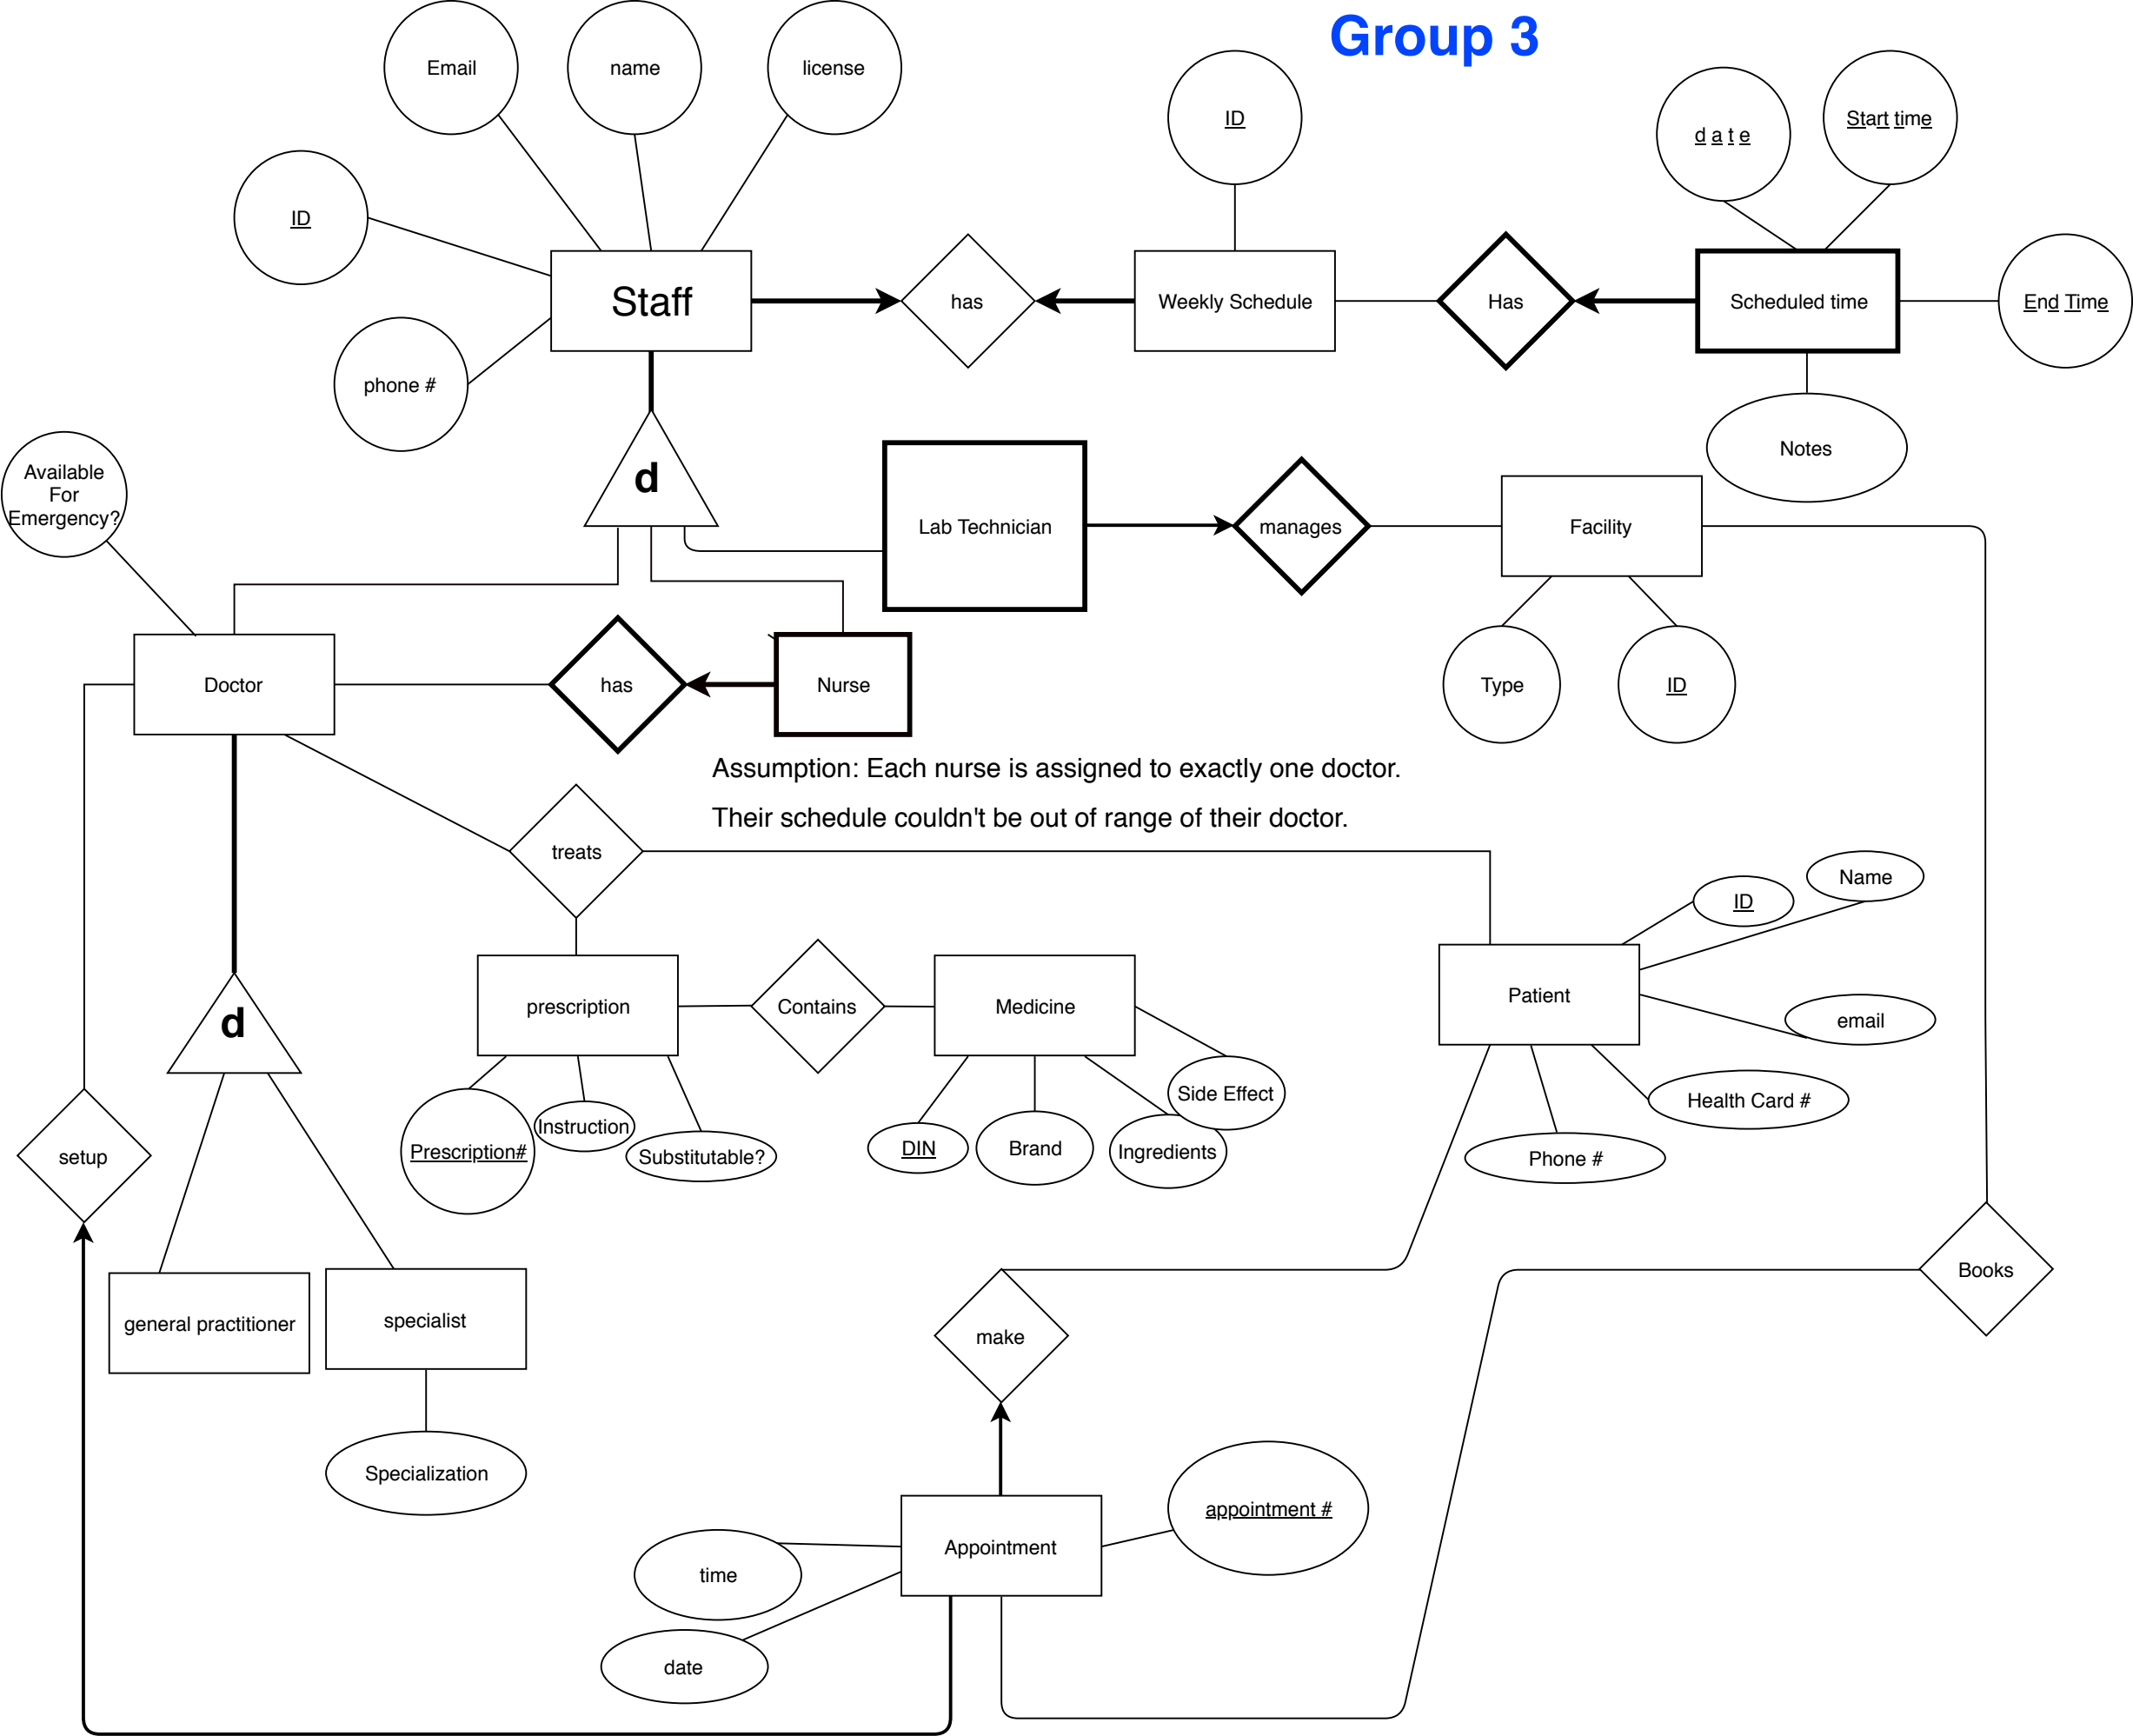 Group 3
Email
name
license
ID
date
Start time
ID
Staff
has
Weekly Schedule
Has
Scheduled time
End Time
phone #
Notes
Available
For
Emergency?
d
Lab Technician
manages
Facility
Doctor
has
Nurse
Type
ID
Assumption: Each nurse is assigned to exactly one doctor.
Their schedule couldn't be out of range of their doctor.
treats
ID
Name
prescription
Contains
Medicine
Patient
email
d
Side Effect
Health Card #
Prescription#
Instruction
Substitutable?
DIN
Brand
Ingredients
Phone #
setup
general practitioner
specialist
make
Books
Specialization
appointment #
Appointment
time
date